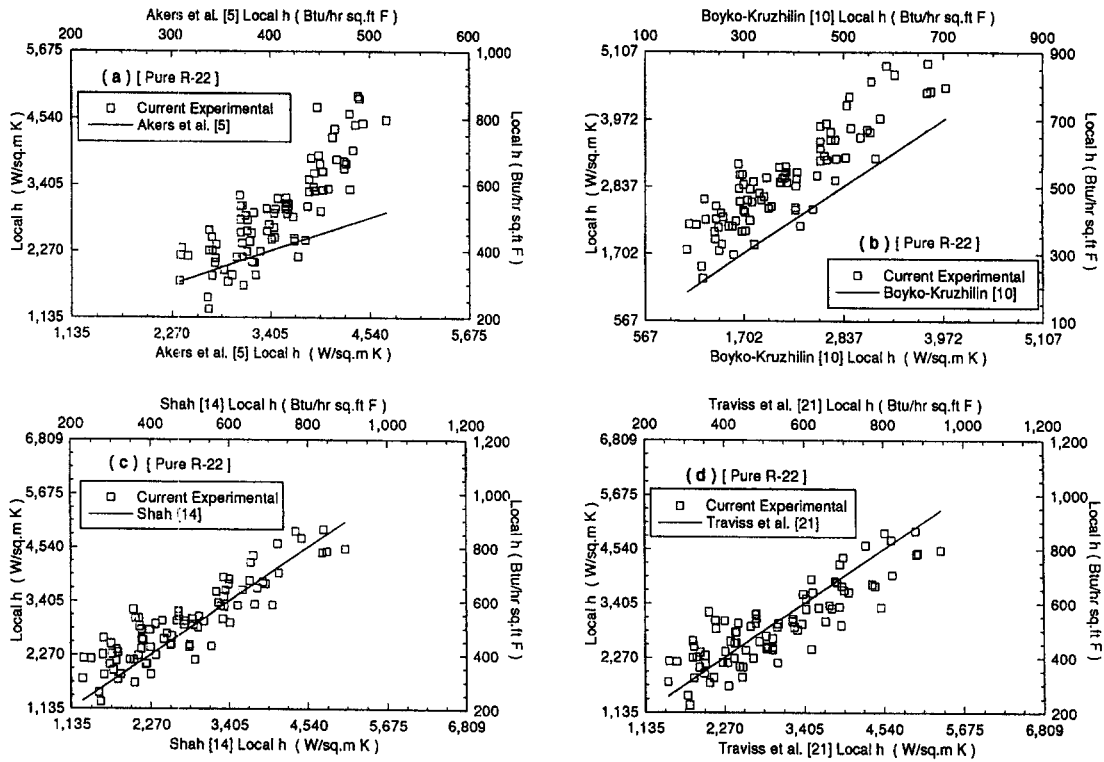 Akers et al. [5] Local h ( Btu/hr sq.ft F)
200 300 400 500 600
5,675 1,000
( a ) [ Pure R-22 ]
Current Experimental
Akers et al. [5]
4,540 800
3,405 600
2,270 400
1,135 200
Local h ( W/sq.m K)
Local h ( Btu/hr sq.ft F)
1,135 2,270 3,405 4,540 5,675
Akers et al. [5] Local h ( W/sq.m K)
Boyko-Kruzhilin [10] Local h ( Btu/hr sq.ft F)
100 200 300 400 500 600 700 800 900
5,107 900
3,972 700
2,837 500
1,702 300
567 100
Local h ( W/sq.m K)
Local h ( Btu/hr sq.ft F)
( b ) [ Pure R-22 ]
Current Experimental
Boyko-Kruzhilin [10]
567 1,702 2,837 3,972 5,107
Boyko-Kruzhilin [10] Local h ( W/sq.m K)
Shah [14] Local h ( Btu/hr sq.ft F)
200 400 600 800 1,000 1,200
6,809 1,200
( c ) [ Pure R-22 ]
Current Experimental
Shah [14]
5,675 1,000
4,540 800
3,405 600
2,270 400
1,135 200
Local h ( W/sq.m K)
Local h ( Btu/hr sq.ft F)
1,135 2,270 3,405 4,540 5,675 6,809
Shah [14] Local h ( W/sq.m K)
Traviss et al. [21] Local h ( Btu/hr sq.ft F)
200 400 600 800 1,000 1,200
6,809 1,200
( d ) [ Pure R-22 ]
Current Experimental
Traviss et al. [21]
5,675 1,000
4,540 800
3,405 600
2,270 400
1,135 200
Local h ( W/sq.m K)
Local h ( Btu/hr sq.ft F)
1,135 2,270 3,405 4,540 5,675 6,809
Traviss et al. [21] Local h ( W/sq.m K)